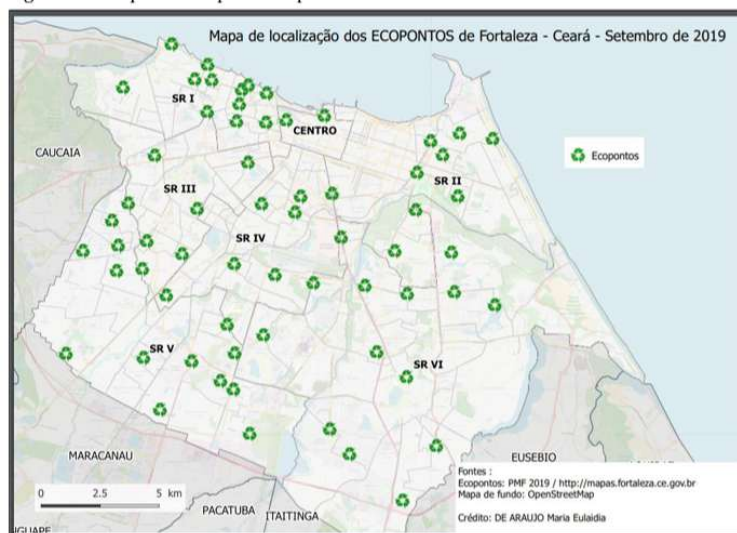 Mapa de localização dos ECOPONTOS de Fortaleza - Ceará - Setembro de 2019
SR I
CENTRO
CAUCAIA
Ecopontos
SR II
SR III
SR IV
SR V
SR VI
MARACANAU
EUSEBIO
Fontes :
Ecopontos: PMF 2019 / http://mapas.fortaleza.ce.gov.br
Mapa de fundo: OpenStreetMap
0 2.5 5 km
PACATUBA
ITAITINGA
Crédito: DE ARAUJO Maria Eulaidia